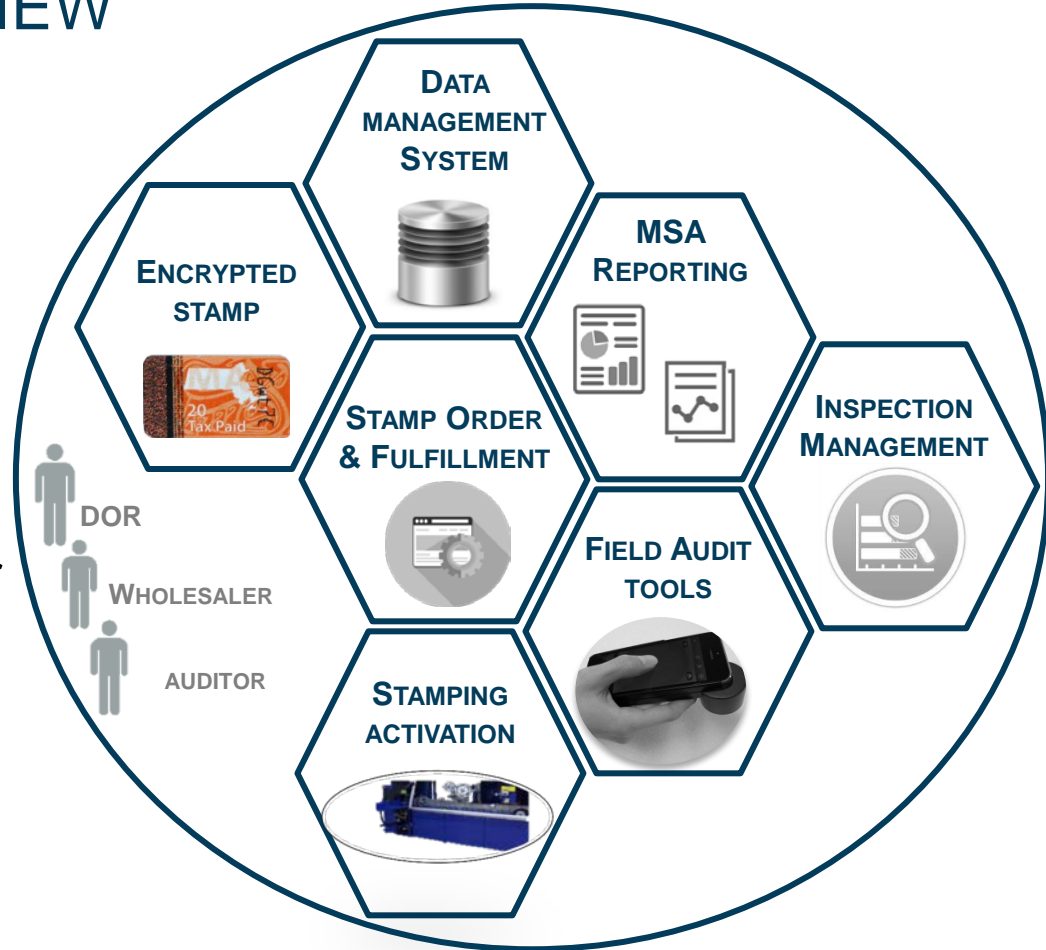 IEW
DATA
MANAGEMENT
SYSTEM
MSA
REPORTING
ENCRYPTED
STAMP
20
Tax Paid
STAMP ORDER
& FULFILLMENT
INSPECTION
MANAGEMENT
DOR
WHOLESALER
AUDITOR
FIELD AUDIT
TOOLS
STAMPING
ACTIVATION